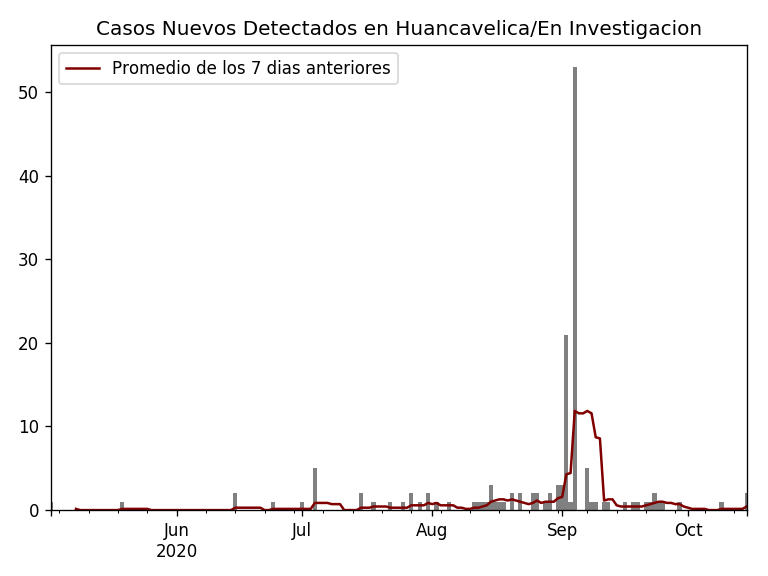 Casos Nuevos Detectados en Huancavelica/En Investigacion
Promedio de los 7 dias anteriores
50
40
30
20
10
0
Jun Jul Aug Sep Oct
2020